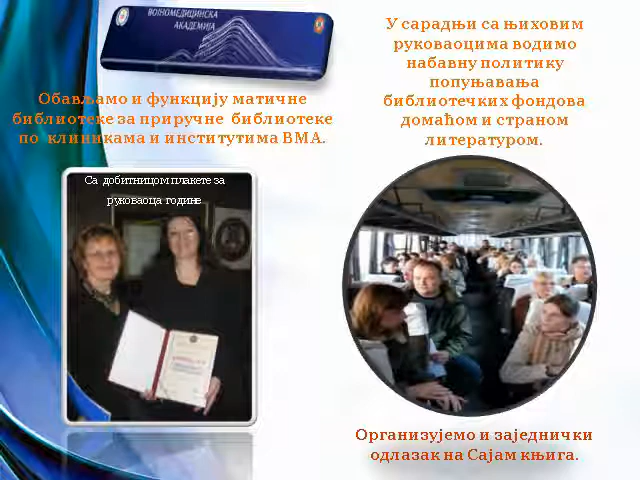 ВОЈНОМЕДИЦИНСКА
АКАДЕМИЈА
Обављамо и функцију матичне
библиотеке за приручне библиотеке
по клиникама и институтима ВМА.
Са добитницом плакете за
руковаоца године
У сарадњи са њиховим
руковаоцима водимо
набавну политику
попуњавања
библиотечких фондова
домаћом и страном
литературом.
Организујемо и заједнички
одлазак на Сајам књига.